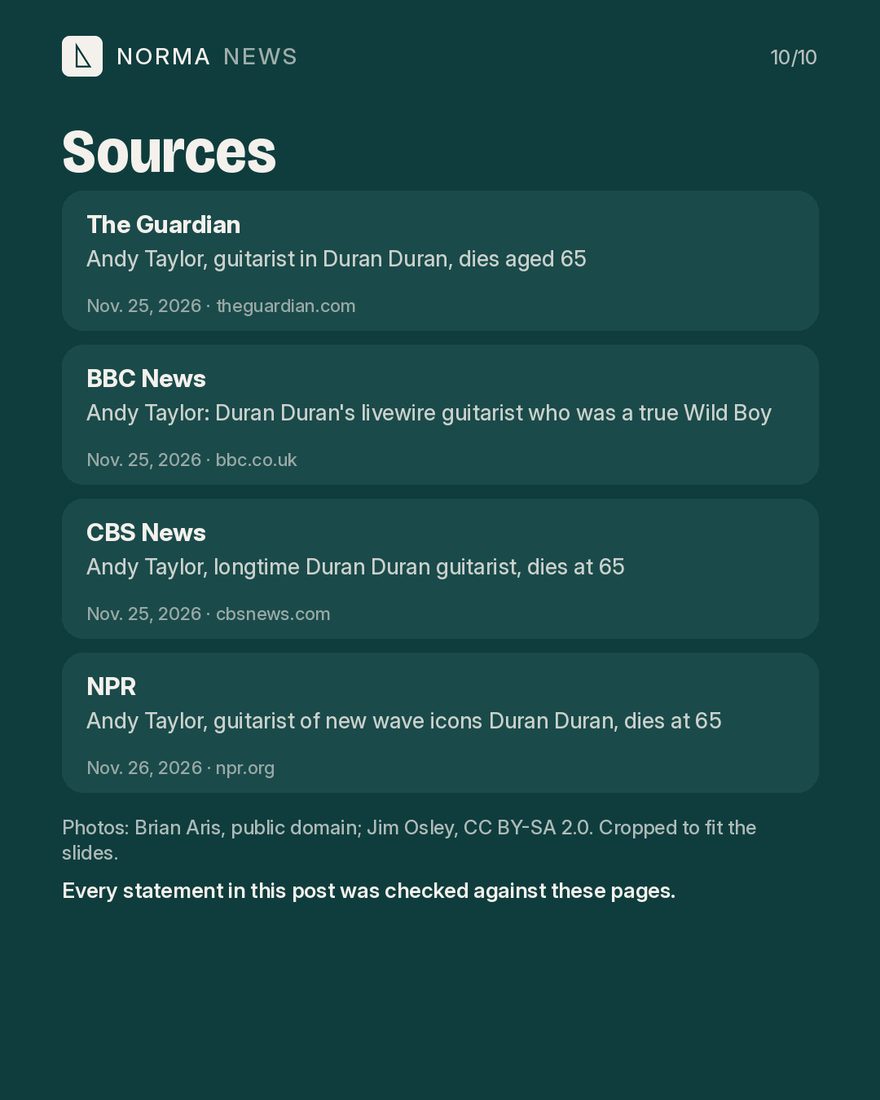 NORMA NEWS
10/10
Sources
The Guardian
Andy Taylor, guitarist in Duran Duran, dies aged 65
Nov. 25, 2026 · theguardian.com
BBC News
Andy Taylor: Duran Duran's livewire guitarist who was a true Wild Boy
Nov. 25, 2026 · bbc.co.uk
CBS News
Andy Taylor, longtime Duran Duran guitarist, dies at 65
Nov. 25, 2026 · cbsnews.com
NPR
Andy Taylor, guitarist of new wave icons Duran Duran, dies at 65
Nov. 26, 2026 · npr.org
Photos: Brian Aris, public domain; Jim Osley, CC BY-SA 2.0. Cropped to fit the
slides.
Every statement in this post was checked against these pages.